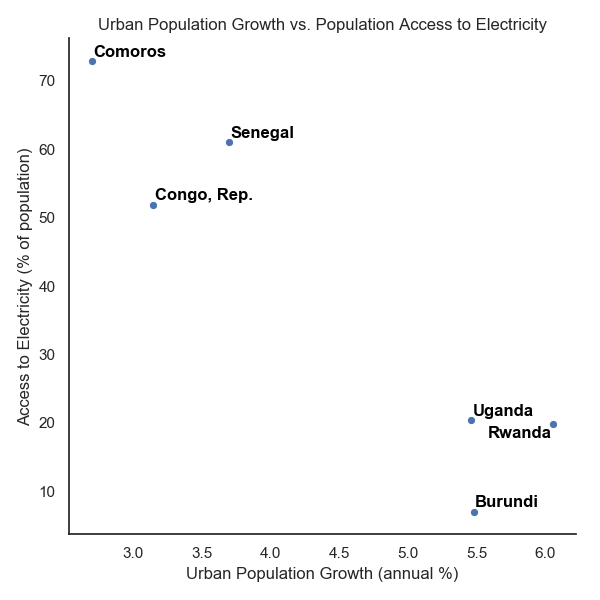 Urban Population Growth vs. Population Access to Electricity
Comoros
70
Senegal
60
Congo, Rep.
50
Access to Electricity (% of population)
40
30
Uganda
20
Rwanda
10
Burundi
3.0 3.5 4.0 4.5 5.0 5.5 6.0
Urban Population Growth (annual %)